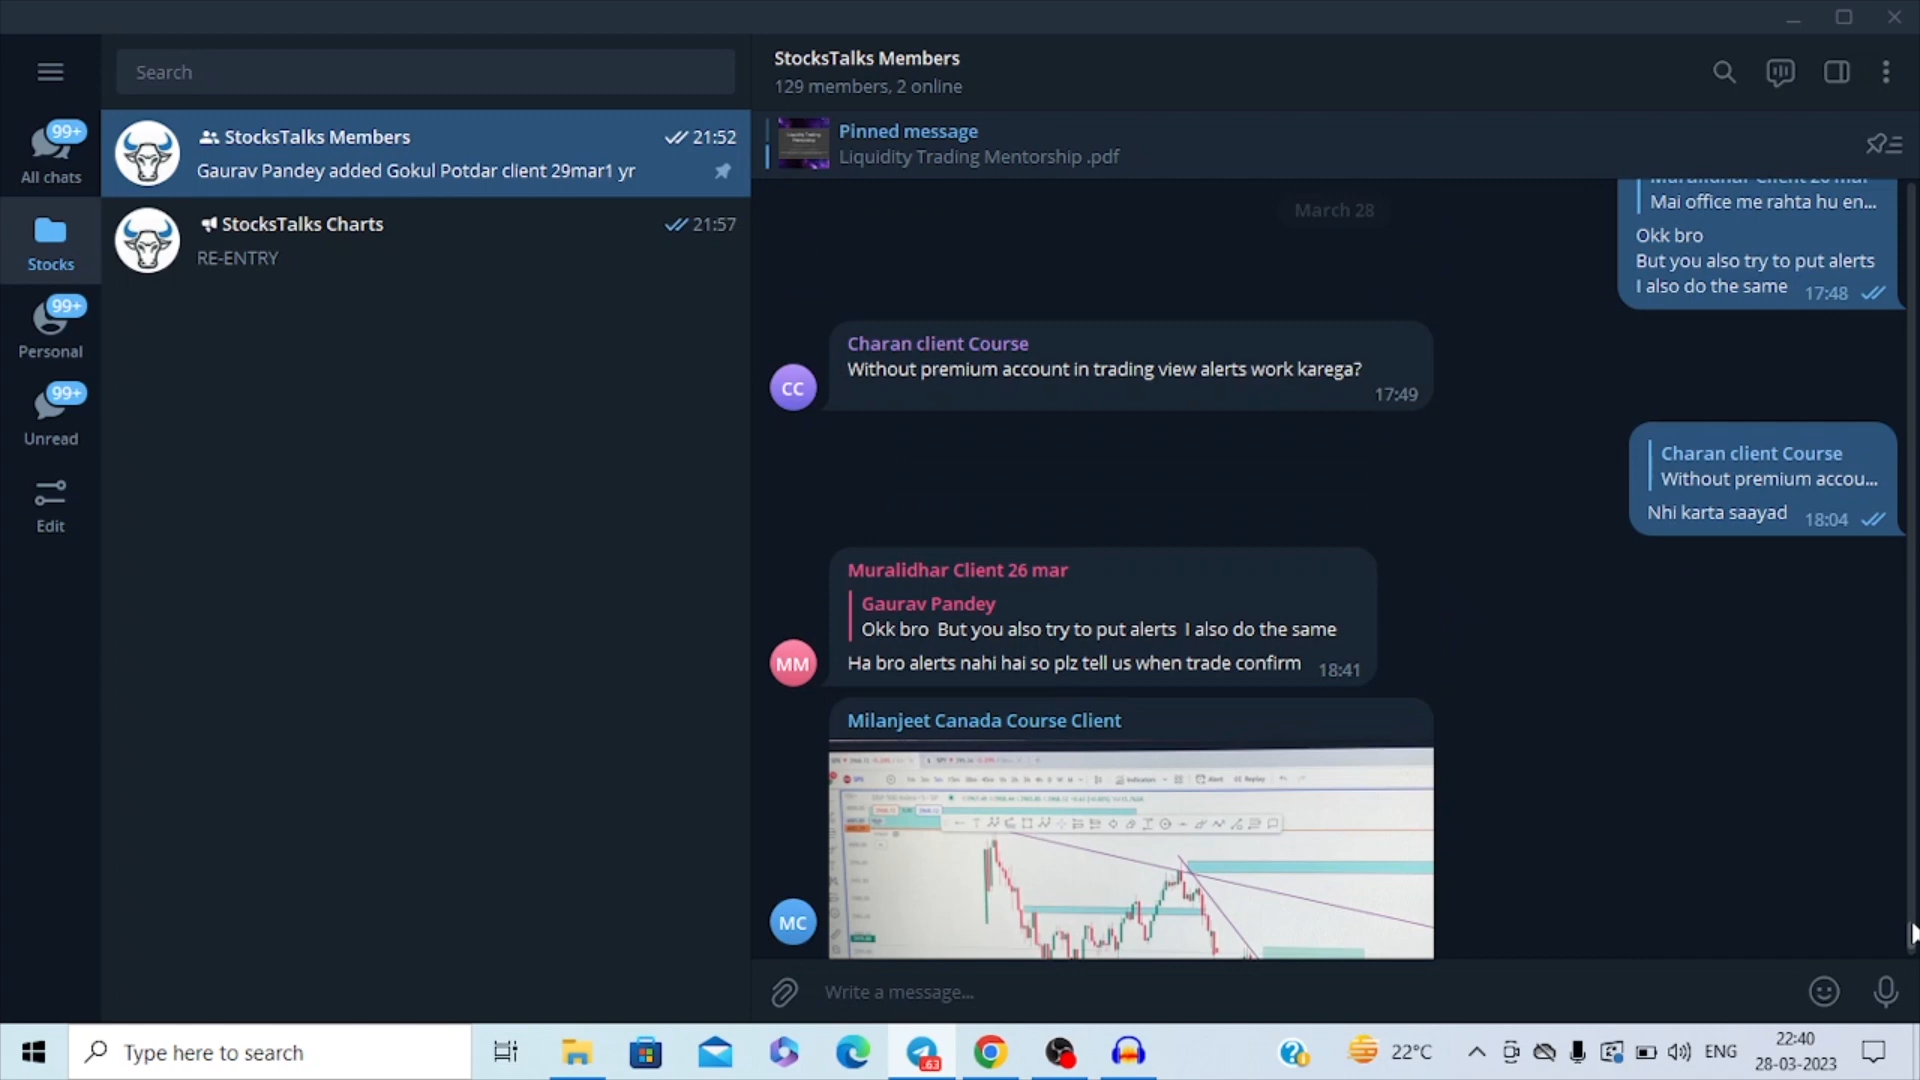 Search
StocksTalks Members
129 members, 2 online
99+
All chats
StocksTalks Members
21:52
Gaurav Pandey added Gokul Potdar client 29mar1 yr
Pinned message
Liquidity Trading Mentorship .pdf
Stocks
StocksTalks Charts
21:57
RE-ENTRY
99+
Personal
99+
Unread
Edit
March 28
Mai office me rahta hu en...
Okk bro
But you also try to put alerts
I also do the same 17:48
Charan client Course
Without premium account in trading view alerts work karega?
17:49
Charan client Course
Without premium accou...
Nhi karta saayad 18:04
Muralidhar Client 26 mar
Gaurav Pandey
Okk bro But you also try to put alerts I also do the same
Ha bro alerts nahi hai so plz tell us when trade confirm 18:41
Milanjeet Canada Course Client
CC
MM
MC
Indicators
Alert
Replay
Write a message...
Type here to search
63
22°C
ENG
22:40
28-03-2023